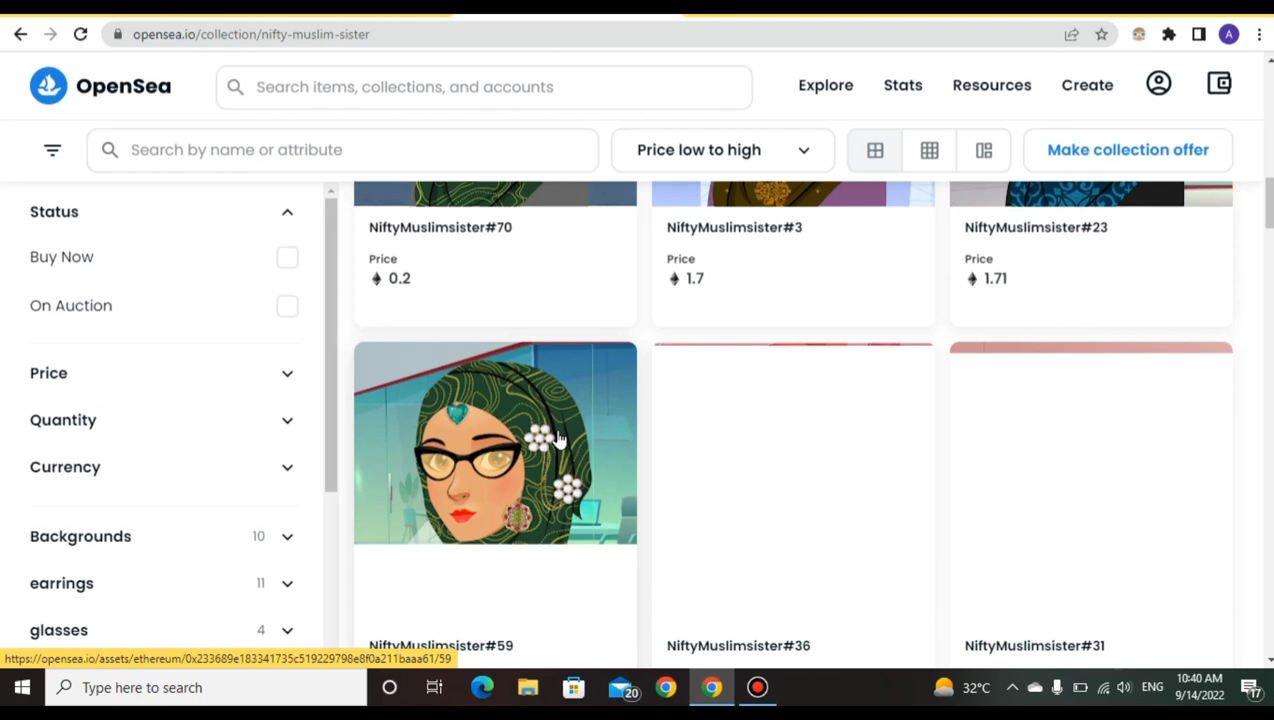 opensea.io/collection/nifty-muslim-sister
A
OpenSea
Search items, collections, and accounts
Explore
Stats
Resources
Create
Search by name or attribute
Price low to high
Make collection offer
Status
Buy Now
On Auction
Price
Quantity
Currency
Backgrounds 10
earrings 11
glasses 4
NiftyMuslimsister#70
Price
0.2
NiftyMuslimsister#3
Price
1.7
NiftyMuslimsister#23
Price
1.71
NiftyMuslimsister#59
NiftyMuslimsister#36
NiftyMuslimsister#31
https://opensea.io/assets/ethereum/0x233689e183341735c519229798e8f0a211baaa61/59
Type here to search
20
32°C
ENG
10:40 AM
9/14/2022
17